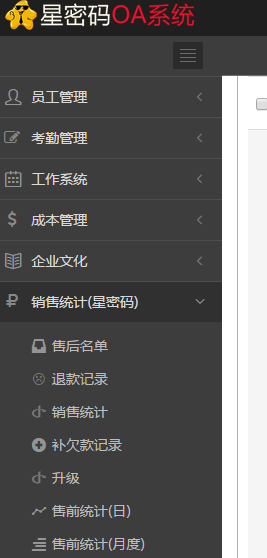 星密码OA系统
员工管理
考勤管理
工作系统
成本管理
企业文化
销售统计(星密码)
售后名单
退款记录
销售统计
补欠款记录
升级
售前统计(日)
售前统计(月度)